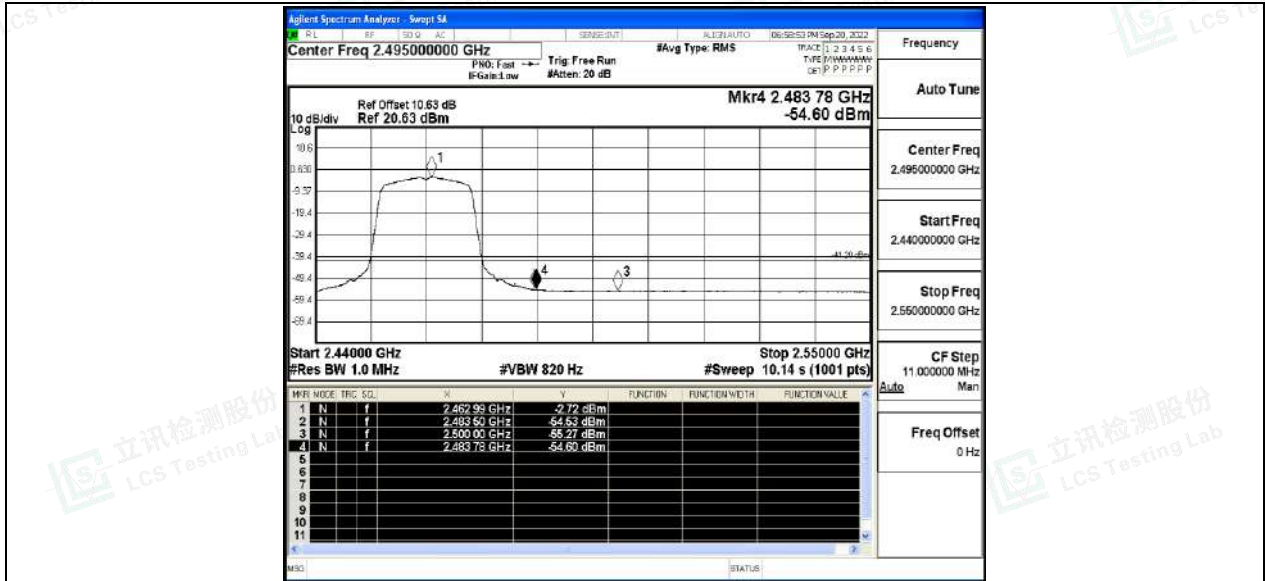 Agilent Spectrum Analyzer - Swept SA
RL RF 50 Ω AC SENSE:INT ALIGNAUTO 06:58:53 PM Sep 20, 2022
Center Freq 2.495000000 GHz #Avg Type: RMS TRACE 1 2 3 4 5 6
PNO: Fast Trig: Free Run TYPE
IFGain:Low #Atten: 20 dB DET P P P P P P
Frequency
Auto Tune
Mkr4 2.483 78 GHz
-54.60 dBm
Ref Offset 10.63 dB
10 dB/div Ref 20.63 dBm
Log
10.6
0.630
-9.37
-19.4
-29.4
-39.4
-49.4
-59.4
-69.4
1
4
3
-41.20 dBm
Start 2.44000 GHz Stop 2.55000 GHz
#Res BW 1.0 MHz #VBW 820 Hz #Sweep 10.14 s (1001 pts)
MKR MODE TRC SCL X Y FUNCTION FUNCTION WIDTH FUNCTION VALUE
1 N f 2.462 99 GHz -2.72 dBm
2 N f 2.483 50 GHz -54.53 dBm
3 N f 2.500 00 GHz -55.27 dBm
4 N f 2.483 78 GHz -54.60 dBm
5
6
7
8
9
10
11
MSG STATUS
Center Freq
2.495000000 GHz
Start Freq
2.440000000 GHz
Stop Freq
2.550000000 GHz
CF Step
11.000000 MHz
Auto Man
Freq Offset
0 Hz
立讯检测股份
LCS Testing Lab
立讯检测股份
LCS Testing Lab